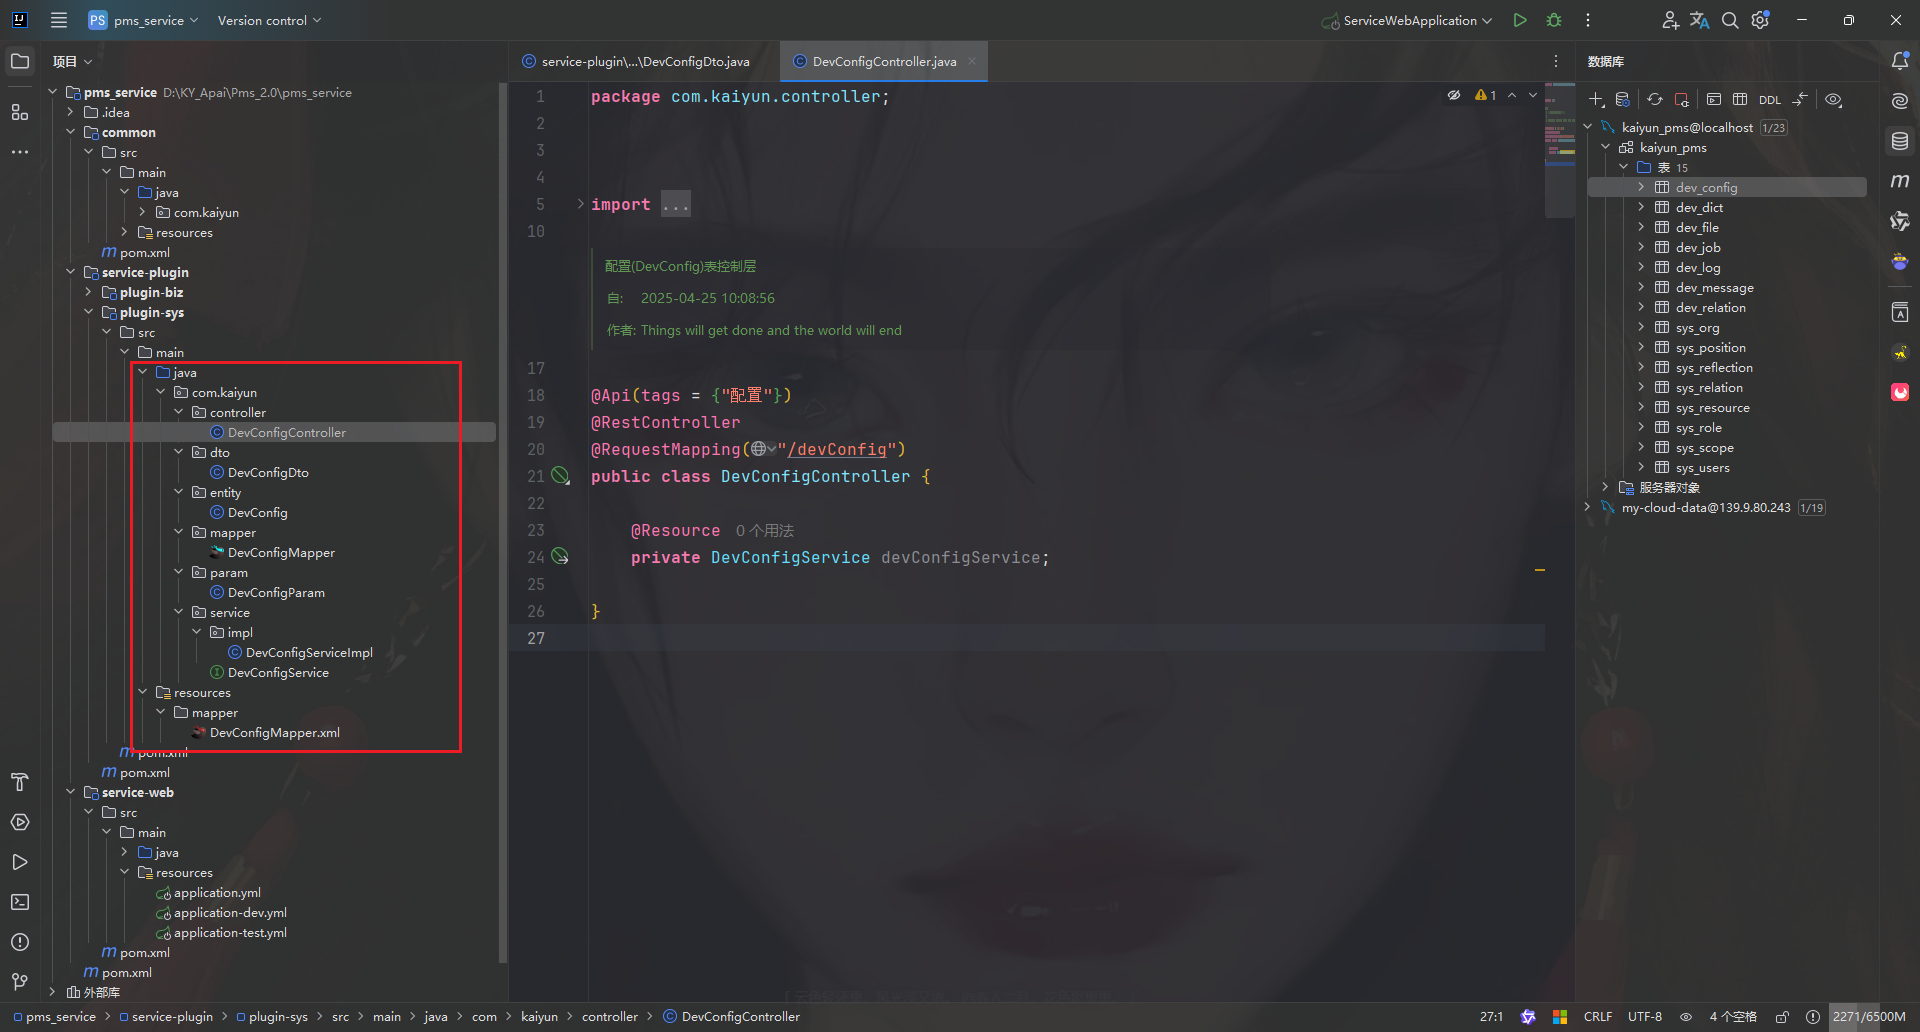 PS pms_service Version control ServiceWebApplication
项目
pms_service D:\KY_Apai\Pms_2.0\pms_service
.idea
common
src
main
java
com.kaiyun
resources
pom.xml
service-plugin
plugin-biz
plugin-sys
src
main
java
com.kaiyun
controller
DevConfigController
dto
DevConfigDto
entity
DevConfig
mapper
DevConfigMapper
param
DevConfigParam
service
impl
DevConfigServiceImpl
DevConfigService
resources
mapper
DevConfigMapper.xml
pom.xml
pom.xml
service-web
src
main
java
resources
application.yml
application-dev.yml
application-test.yml
pom.xml
pom.xml
外部库
service-plugin\...\DevConfigDto.java DevConfigController.java
1 package com.kaiyun.controller; 1
2
3
4
5 import ...
10
配置(DevConfig)表控制层
自: 2025-04-25 10:08:56
作者: Things will get done and the world will end
17
18 @Api(tags = {"配置"})
19 @RestController
20 @RequestMapping("/devConfig")
21 public class DevConfigController {
22
23 @Resource 0 个用法
24 private DevConfigService devConfigService;
25
26 }
27
数据库
DDL
kaiyun_pms@localhost 1/23
kaiyun_pms
表 15
dev_config
dev_dict
dev_file
dev_job
dev_log
dev_message
dev_relation
sys_org
sys_position
sys_reflection
sys_relation
sys_resource
sys_role
sys_scope
sys_users
服务器对象
my-cloud-data@139.9.80.243 1/19
pms_service service-plugin plugin-sys src main java com kaiyun controller DevConfigController 27:1 CRLF UTF-8 4 个空格 2271/6500M